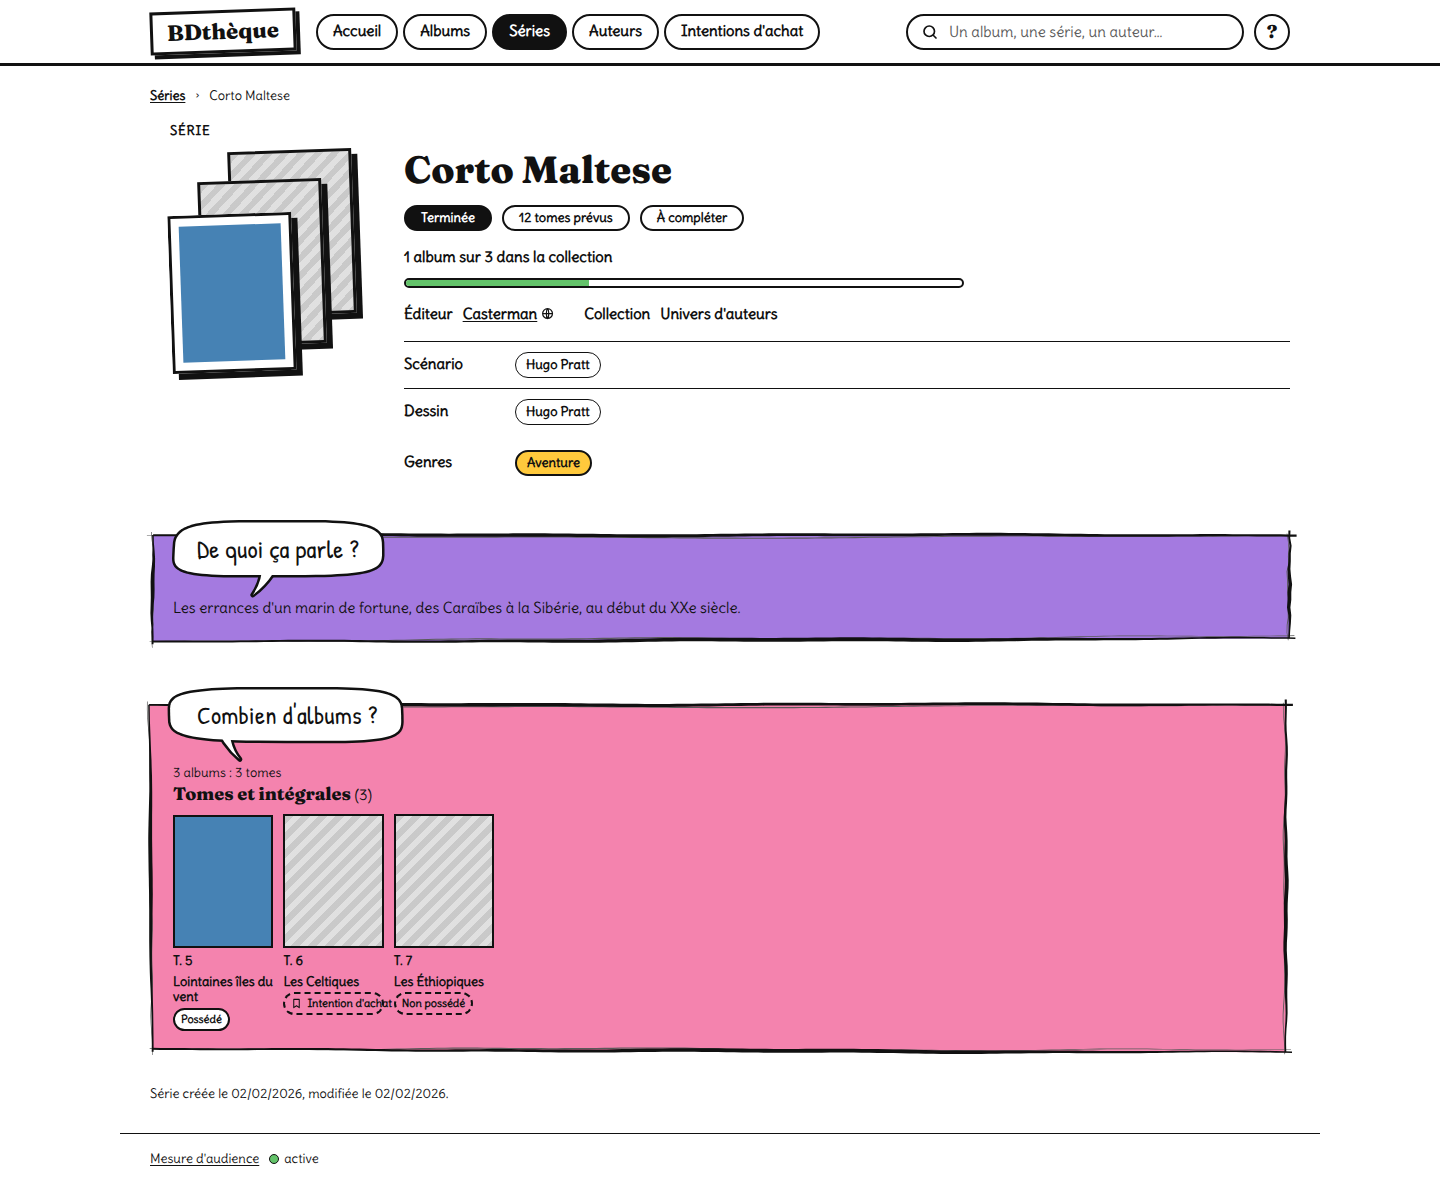 BDthèque
Accueil
Albums
Séries
Auteurs
Intentions d'achat
Un album, une série, un auteur...
?
Séries › Corto Maltese
SÉRIE
Corto Maltese
Terminée
12 tomes prévus
À compléter
1 album sur 3 dans la collection
Éditeur Casterman Collection Univers d'auteurs
Scénario Hugo Pratt
Dessin Hugo Pratt
Genres Aventure
De quoi ça parle ?
Les errances d'un marin de fortune, des Caraïbes à la Sibérie, au début du XXe siècle.
Combien d'albums ?
3 albums : 3 tomes
Tomes et intégrales (3)
T. 5
Lointaines îles du
vent
Possédé
T. 6
Les Celtiques
Intention d'achat
T. 7
Les Éthiopiques
Non possédé
Série créée le 02/02/2026, modifiée le 02/02/2026.
Mesure d'audience active